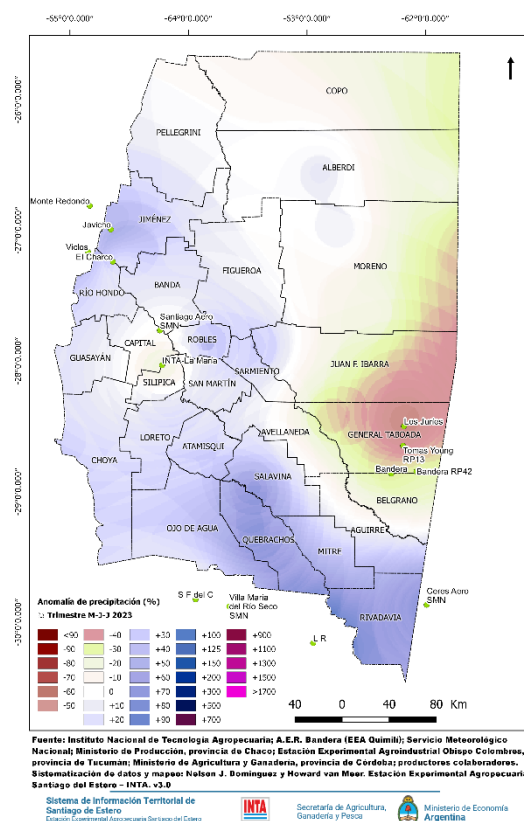 -65°0'0.000" -64°0'0.000" -53°0'0.000" -62°0'0.000"
-26°0'0.000"
COPO
PELLEGRINI
ALBERDI
Monte Redondo
JIMÉNEZ
Javicho
-27°0'0.000"
Viclos
El Charco
FIGUEROA
MORENO
BANDA
RÍO HONDO
Santiago Aero
SMN
CAPITAL
ROBLES
-28°0'0.000"
GUASAYÁN
INTA-La María
JUAN F. IBARRA
SARMIENTO
SILIPICA
SAN MARTÍN
Los Juríos
AVELLANEDA
GENERAL TABOADA
LORETO
ATAMISQUI
Tomas Young
RP13
CHOYA
Bandera
Bandera RP42
SALAVINA
-29°0'0.000"
BELGRANO
OJO DE AGUA
AGUIRRE
QUEBRACHOS
MITRE
S F del C
Villa Maria
del Río Seco
SMN
RIVADAVIA
Ceres Aero
SMN
-30°0'0.000"
L R
Anomalía de precipitación (%)
Trimestre M-J-J 2023
<90 -40 +30 +100 +900
-90 -30 +40 +125 +1100
-80 -20 +50 +150 +1300
-70 -10 +60 +200 +1500
-60 0 +70 +300 >1700
-50 +10 +80 +500
+20 +90 +700
40 0 40 80 Km
Fuente: Instituto Nacional de Tecnología Agropecuaria; A.E.R. Bandera (EEA Quimilí); Servicio Meteorológico
Nacional; Ministerio de Producción, provincia de Chaco; Estación Experimental Agroindustrial Obispo Colombres,
provincia de Tucumán; Ministerio de Agricultura y Ganadería, provincia de Córdoba; productores colaboradores.
Sistematización de datos y mapeo: Nelson J. Domínguez y Howard van Meer. Estación Experimental Agropecuaria
Santiago del Estero – INTA. v3.0
Sistema de Información Territorial de
Santiago de Estero
Estación Experimental Agropecuaria Santiago del Estero
INTA
Secretaría de Agricultura,
Ganadería y Pesca
Ministerio de Economía
Argentina